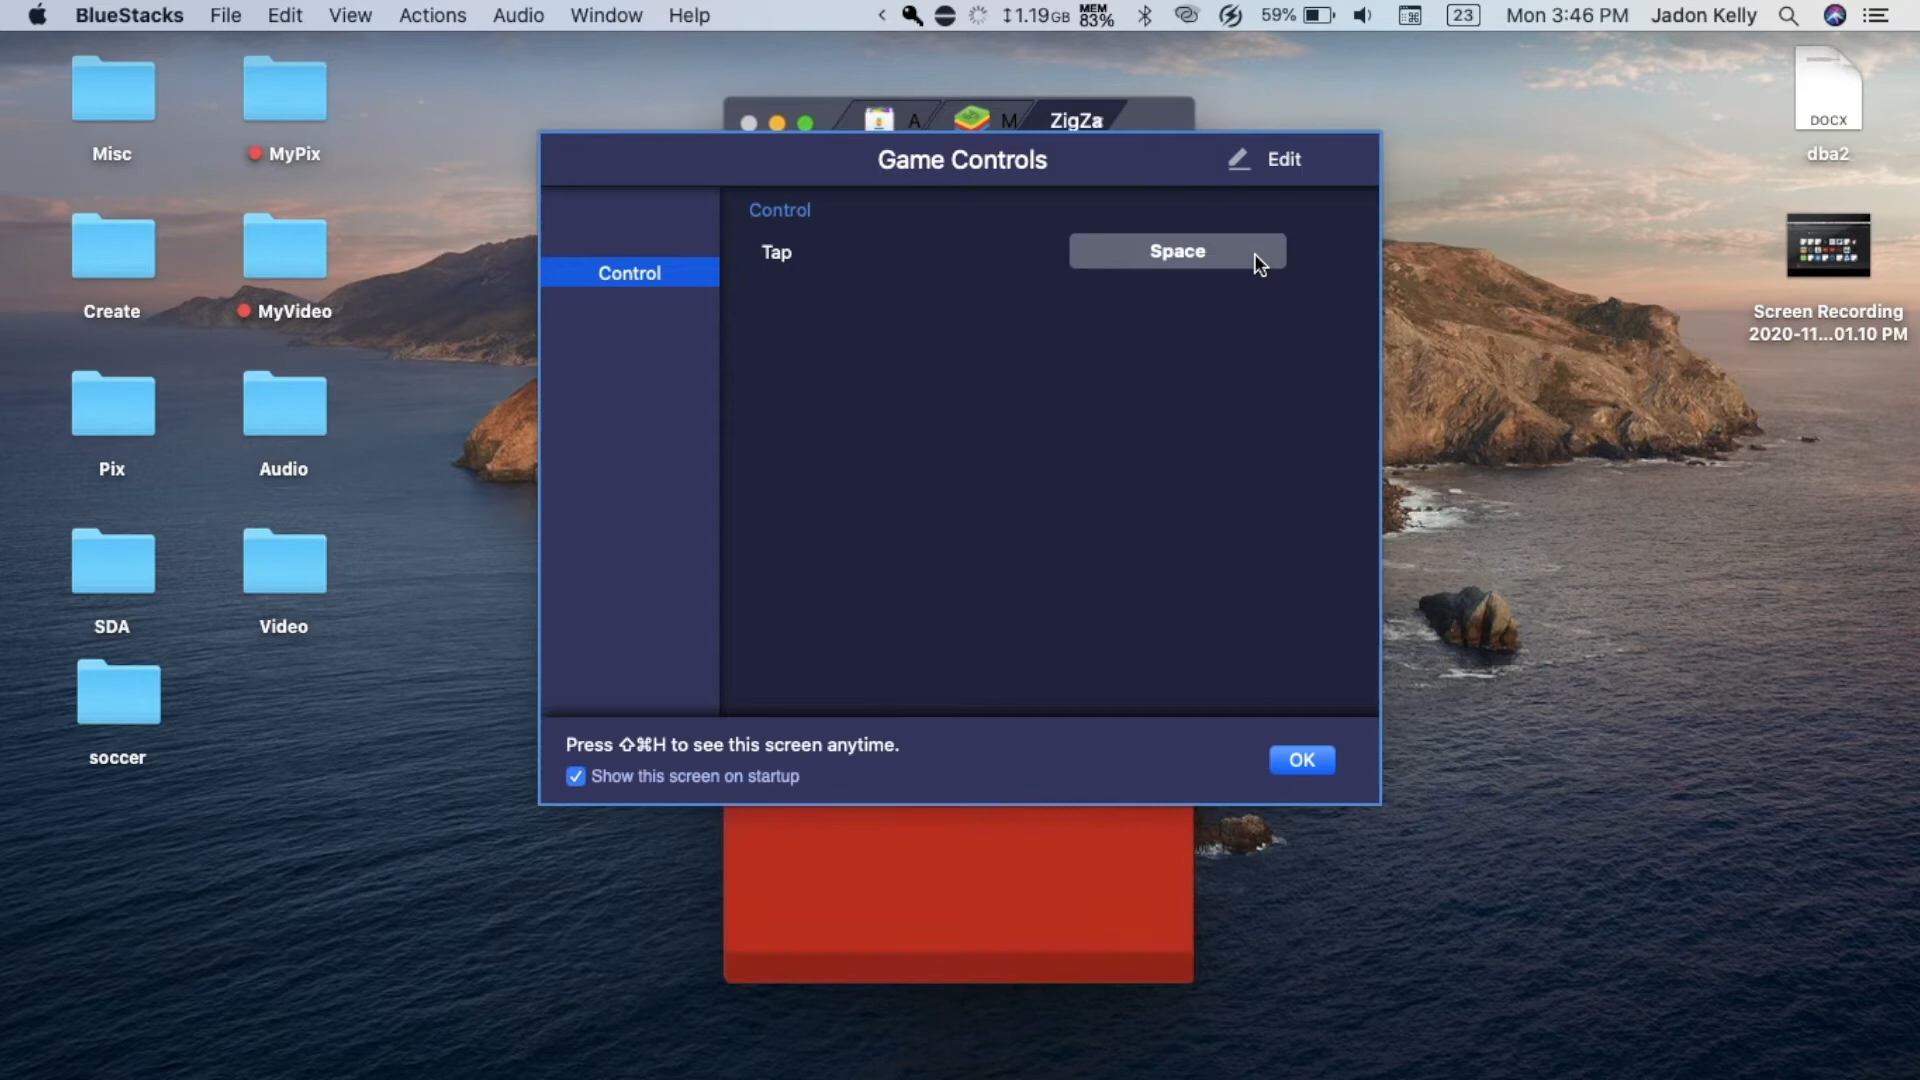 BlueStacks File Edit View Actions Audio Window Help
1.19GB MEM 83% 59% 23 Mon 3:46 PM Jadon Kelly
Misc
MyPix
Create
MyVideo
Pix
Audio
SDA
Video
soccer
A M ZigZa
Game Controls Edit
Control
Control
Tap Space
Press ⇧⌘H to see this screen anytime.
Show this screen on startup
OK
DOCX
dba2
Screen Recording
2020-11...01.10 PM